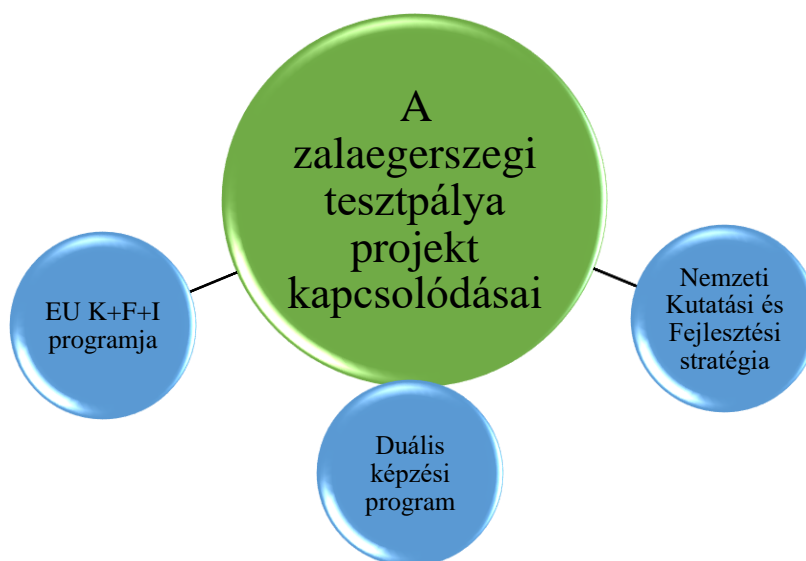 A
zalaegerszegi
tesztpálya
projekt
kapcsolódásai
EU K+F+I
programja
Duális
képzési
program
Nemzeti
Kutatási és
Fejlesztési
stratégia